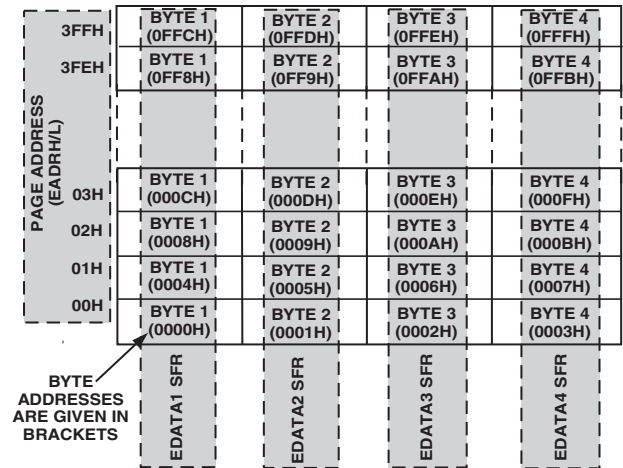 PAGE ADDRESS
(EADRH/L)
3FFH
BYTE 1
(0FFCH)
BYTE 2
(0FFDH)
BYTE 3
(0FFEH)
BYTE 4
(0FFFH)
3FEH
BYTE 1
(0FF8H)
BYTE 2
(0FF9H)
BYTE 3
(0FFAH)
BYTE 4
(0FFBH)
03H
BYTE 1
(000CH)
BYTE 2
(000DH)
BYTE 3
(000EH)
BYTE 4
(000FH)
02H
BYTE 1
(0008H)
BYTE 2
(0009H)
BYTE 3
(000AH)
BYTE 4
(000BH)
01H
BYTE 1
(0004H)
BYTE 2
(0005H)
BYTE 3
(0006H)
BYTE 4
(0007H)
00H
BYTE 1
(0000H)
BYTE 2
(0001H)
BYTE 3
(0002H)
BYTE 4
(0003H)
BYTE
ADDRESSES
ARE GIVEN IN
BRACKETS
EDATA1 SFR
EDATA2 SFR
EDATA3 SFR
EDATA4 SFR